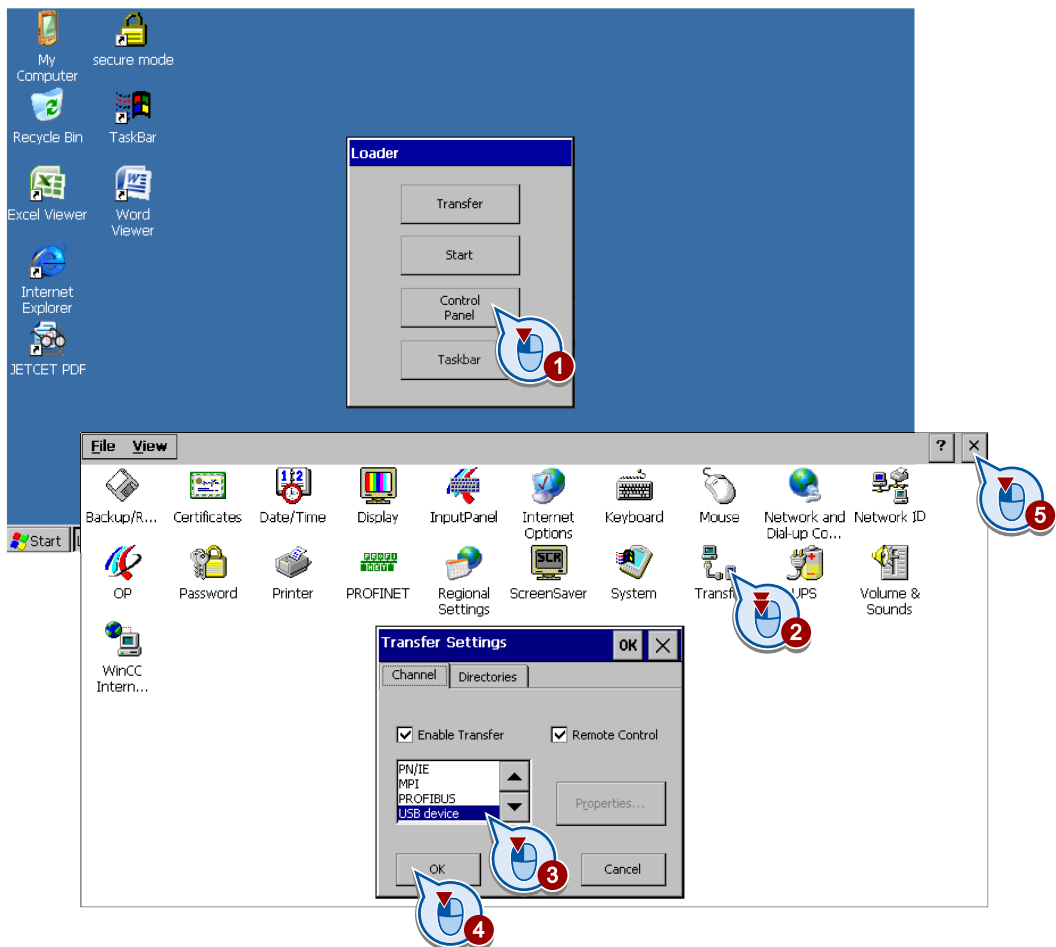 My
Computer
secure mode
Recycle Bin
TaskBar
Excel Viewer
Word
Viewer
Internet
Explorer
JETCET PDF
Loader
Transfer
Start
Control
Panel
Taskbar
1
File View
? ×
5
Backup/R...
Certificates
Date/Time
Display
InputPanel
Internet
Options
Keyboard
Mouse
Network and
Dial-up Co...
Network ID
Start
OP
Password
Printer
PROFINET
Regional
Settings
ScreenSaver
System
UPS
Volume &
Sounds
2
WinCC
Intern...
Transfer Settings
OK
Channel
Directories
Enable Transfer
Remote Control
PN/IE
MPI
PROFIBUS
USB device
Properties...
3
OK
Cancel
4